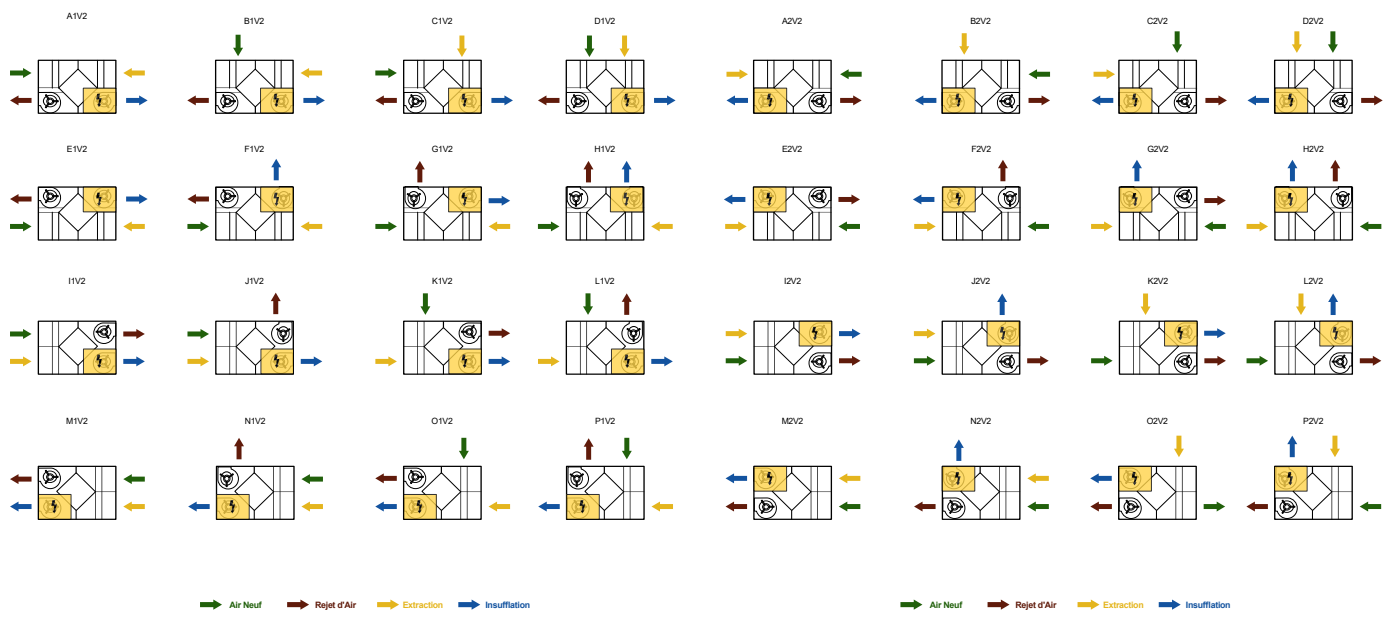 A1V2
B1V2
C1V2
D1V2
A2V2
B2V2
C2V2
D2V2
E1V2
F1V2
G1V2
H1V2
E2V2
F2V2
G2V2
H2V2
I1V2
J1V2
K1V2
L1V2
I2V2
J2V2
K2V2
L2V2
M1V2
N1V2
O1V2
P1V2
M2V2
N2V2
O2V2
P2V2
Air Neuf Rejet d'Air Extraction Insufflation
Air Neuf Rejet d'Air Extraction Insufflation